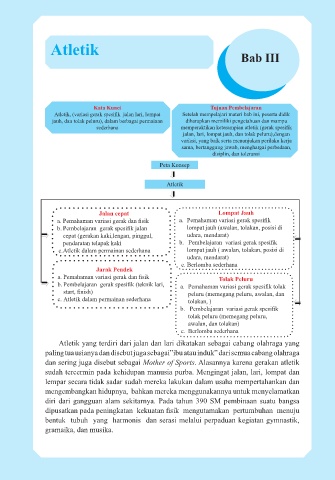 Atletik
Bab III
Kata Kunci
Atletik, (variasi gerak spesifik jalan lari, lompat
jauh, dan tolak peluru), dalam berbagai permainan
sederhana
Tujuan Pembelajaran
Setelah mempelajari materi bab ini, peserta didik
diharapkan memiliki pengetahuan dan mampu
mempraktikan keterampilan atletik (gerak spesifik
jalan, lari, lompat jauh, dan tolak peluru),dengan
variasi, yang baik serta menunjukan perilaku kerja
sama, bertanggung jawab, menghargai perbedaan,
disiplin, dan toleransi
Peta Konsep
Atletik
Jalan cepat
a. Pemahaman variasi gerak dan fisik
b. Pembelajaran gerak spesifik jalan
cepat (gerakan kaki,lengan, pinggul,
pendaratan telapak kaki
c.Atletik dalam permainan sederhana
Jarak Pendek
a. Pemahaman variasi gerak dan fisik
b. Pembelajaran gerak spesifik (teknik lari,
start, finish)
c. Atletik dalam permainan sederhana
Lompat Jauh
a. Pemahaman variasi gerak spesifik
lompat jauh (awalan, tolakan, posisi di
udara, mendarat)
b. Pembelajaran variasi gerak spesifik
lompat jauh ( awalan, tolakan, posisi di
udara, mendarat)
c. Berlomba sederhana
Tolak Peluru
a. Pemahaman variasi gerak spesifik tolak
peluru (memegang peluru, awalan, dan
tolakan, )
b. Pembelajaran variasi gerak spesifik
tolak peluru (memegang peluru,
awalan, dan tolakan)
c. Berlomba sederhana
Atletik yang terdiri dari jalan dan lari dikatakan sebagai cabang olahraga yang
paling tua usianya dan disebut juga sebagai "ibu atau induk" dari semua cabang olahraga
dan sering juga disebut sebagai Mother of Sports. Alasannya karena gerakan atletik
sudah tercermin pada kehidupan manusia purba. Mengingat jalan, lari, lompat dan
lempar secara tidak sadar sudah mereka lakukan dalam usaha mempertahankan dan
mengembangkan hidupnya, bahkan mereka menggunakannya untuk menyelamatkan
diri dari gangguan alam sekitarnya. Pada tahun 390 SM pembinaan suatu bangsa
dipusatkan pada peningkatan kekuatan fisik mengutamakan pertumbuhan menuju
bentuk tubuh yang harmonis dan serasi melalui perpaduan kegiatan gymnastik,
gramaika, dan musika.